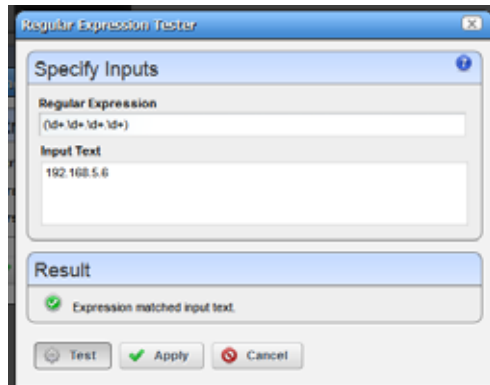 Regular Expression Tester
Specify Inputs
Regular Expression
(\d+.\d+.\d+.\d+)
Input Text
192.168.5.6
Result
Expression matched input text.
Test Apply Cancel